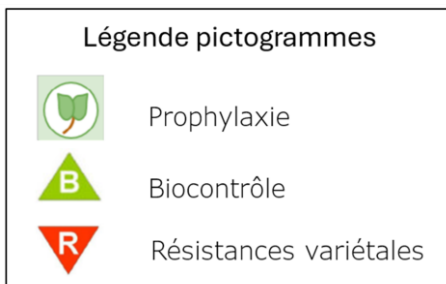 Légende pictogrammes
Prophylaxie
B
Biocontrôle
R
Résistances variétales